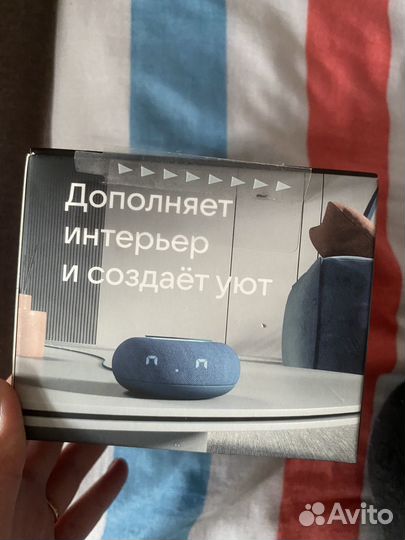 Дополняет
интерьер
и создаёт уют
Avito